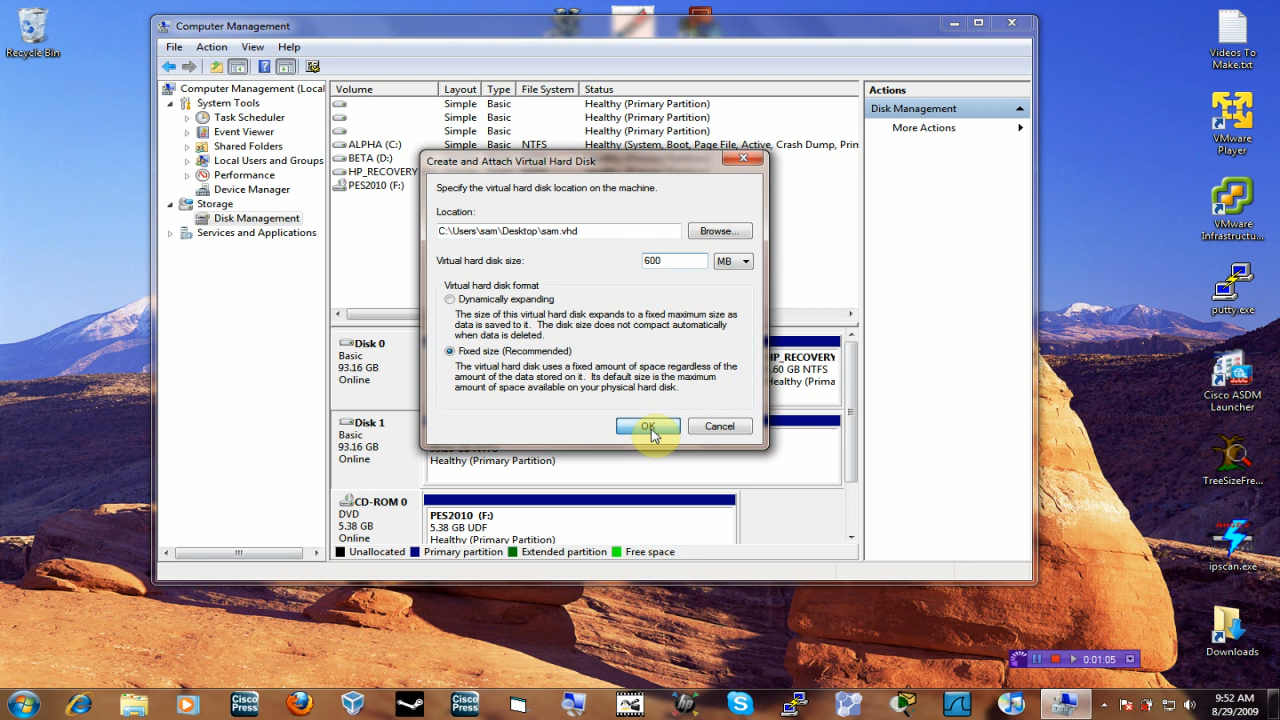 Recycle Bin
Computer Management
File Action View Help
Computer Management (Local
System Tools
Task Scheduler
Event Viewer
Shared Folders
Local Users and Groups
Performance
Device Manager
Storage
Disk Management
Services and Applications
Volume Layout Type File System Status
Simple Basic Healthy (Primary Partition)
Simple Basic Healthy (Primary Partition)
Simple Basic Healthy (Primary Partition)
ALPHA (C:) Simple Basic NTFS Healthy (System, Boot, Page File, Active, Crash Dump, Prim
BETA (D:)
HP_RECOVERY
PES2010 (F:)
Actions
Disk Management
More Actions
Create and Attach Virtual Hard Disk
Specify the virtual hard disk location on the machine.
Location:
C:\Users\sam\Desktop\sam.vhd Browse...
Virtual hard disk size: 600 MB
Virtual hard disk format
Dynamically expanding
The size of this virtual hard disk expands to a fixed maximum size as
data is saved to it. The disk size does not compact automatically
when data is deleted.
Fixed size (Recommended)
The virtual hard disk uses a fixed amount of space regardless of the
amount of the data stored on it. Its default size is the maximum
amount of space available on your physical hard disk.
OK Cancel
Disk 0
Basic
93.16 GB
Online
HP_RECOVERY
.60 GB NTFS
Healthy (Prima
Disk 1
Basic
93.16 GB
Online
Healthy (Primary Partition)
CD-ROM 0
DVD
5.38 GB
Online
PES2010 (F:)
5.38 GB UDF
Healthy (Primary Partition)
Unallocated Primary partition Extended partition Free space
Videos To
Make.txt
VMware
Player
VMware
Infrastructu...
putty.exe
Cisco ASDM
Launcher
TreeSizeFre...
ipscan.exe
Downloads
0:01:05
Cisco
Press
Cisco
Press
9:52 AM
8/29/2009